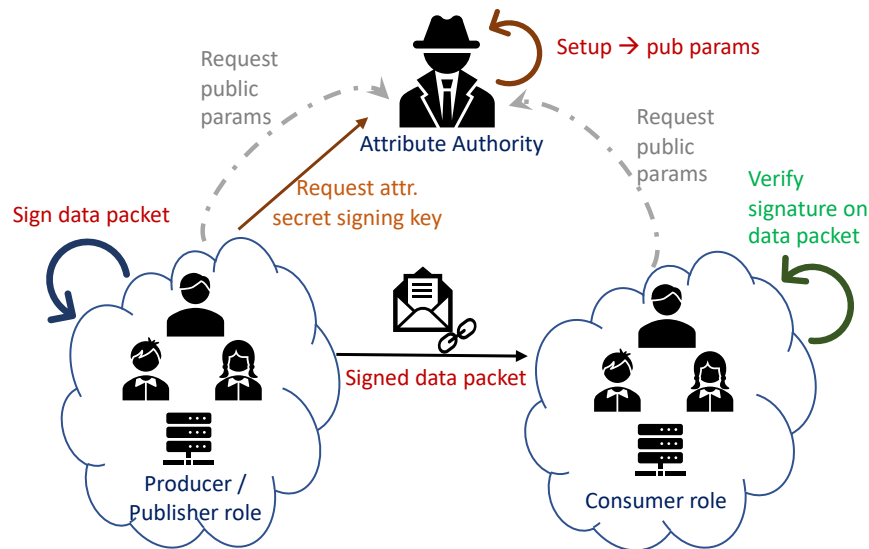 Setup → pub params
Request
public
params
Attribute Authority
Request
public
params
Request attr.
secret signing key
Verify
signature on
data packet
Sign data packet
Signed data packet
Producer /
Publisher role
Consumer role